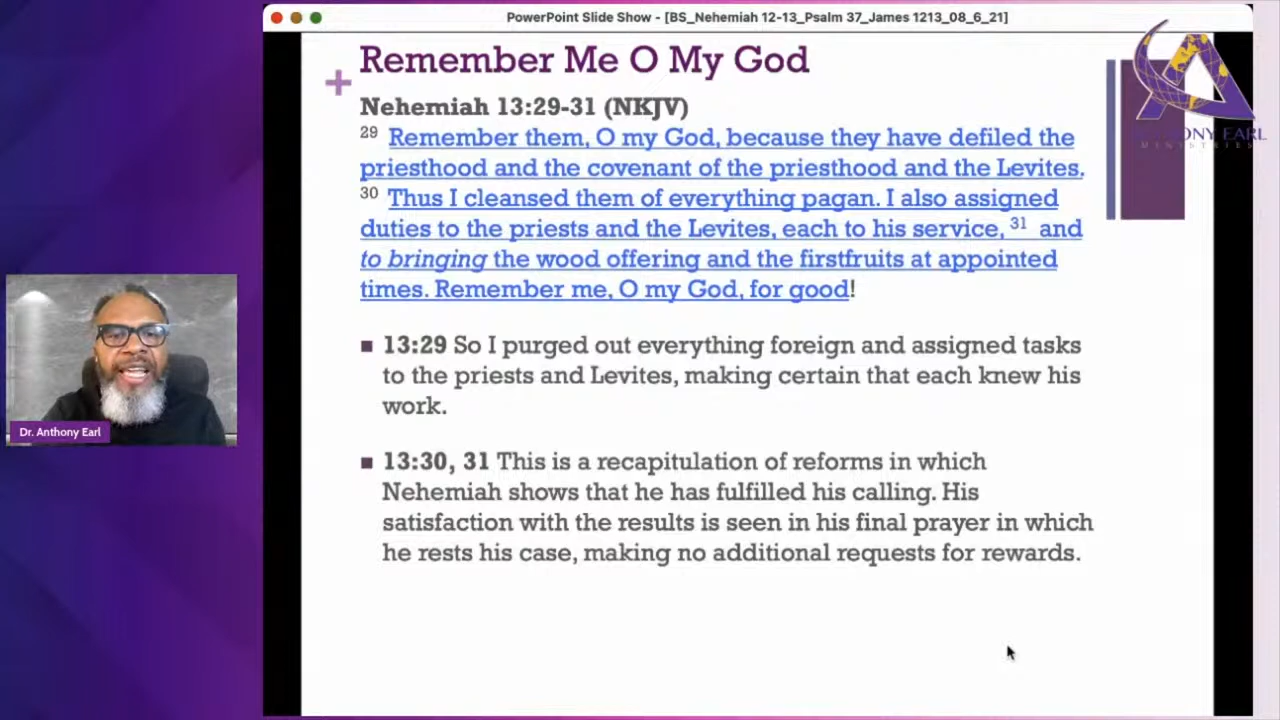 PowerPoint Slide Show - [BS_Nehemiah 12-13_Psalm 37_James 1213_08_6_21]
Remember Me O My God
Nehemiah 13:29-31 (NKJV)
29 Remember them, O my God, because they have defiled the
priesthood and the covenant of the priesthood and the Levites.
30 Thus I cleansed them of everything pagan. I also assigned
duties to the priests and the Levites, each to his service, 31 and
to bringing the wood offering and the firstfruits at appointed
times. Remember me, O my God, for good!
■ 13:29 So I purged out everything foreign and assigned tasks
to the priests and Levites, making certain that each knew his
work.
■ 13:30, 31 This is a recapitulation of reforms in which
Nehemiah shows that he has fulfilled his calling. His
satisfaction with the results is seen in his final prayer in which
he rests his case, making no additional requests for rewards.
EARL
MINISTRIES
Dr. Anthony Earl